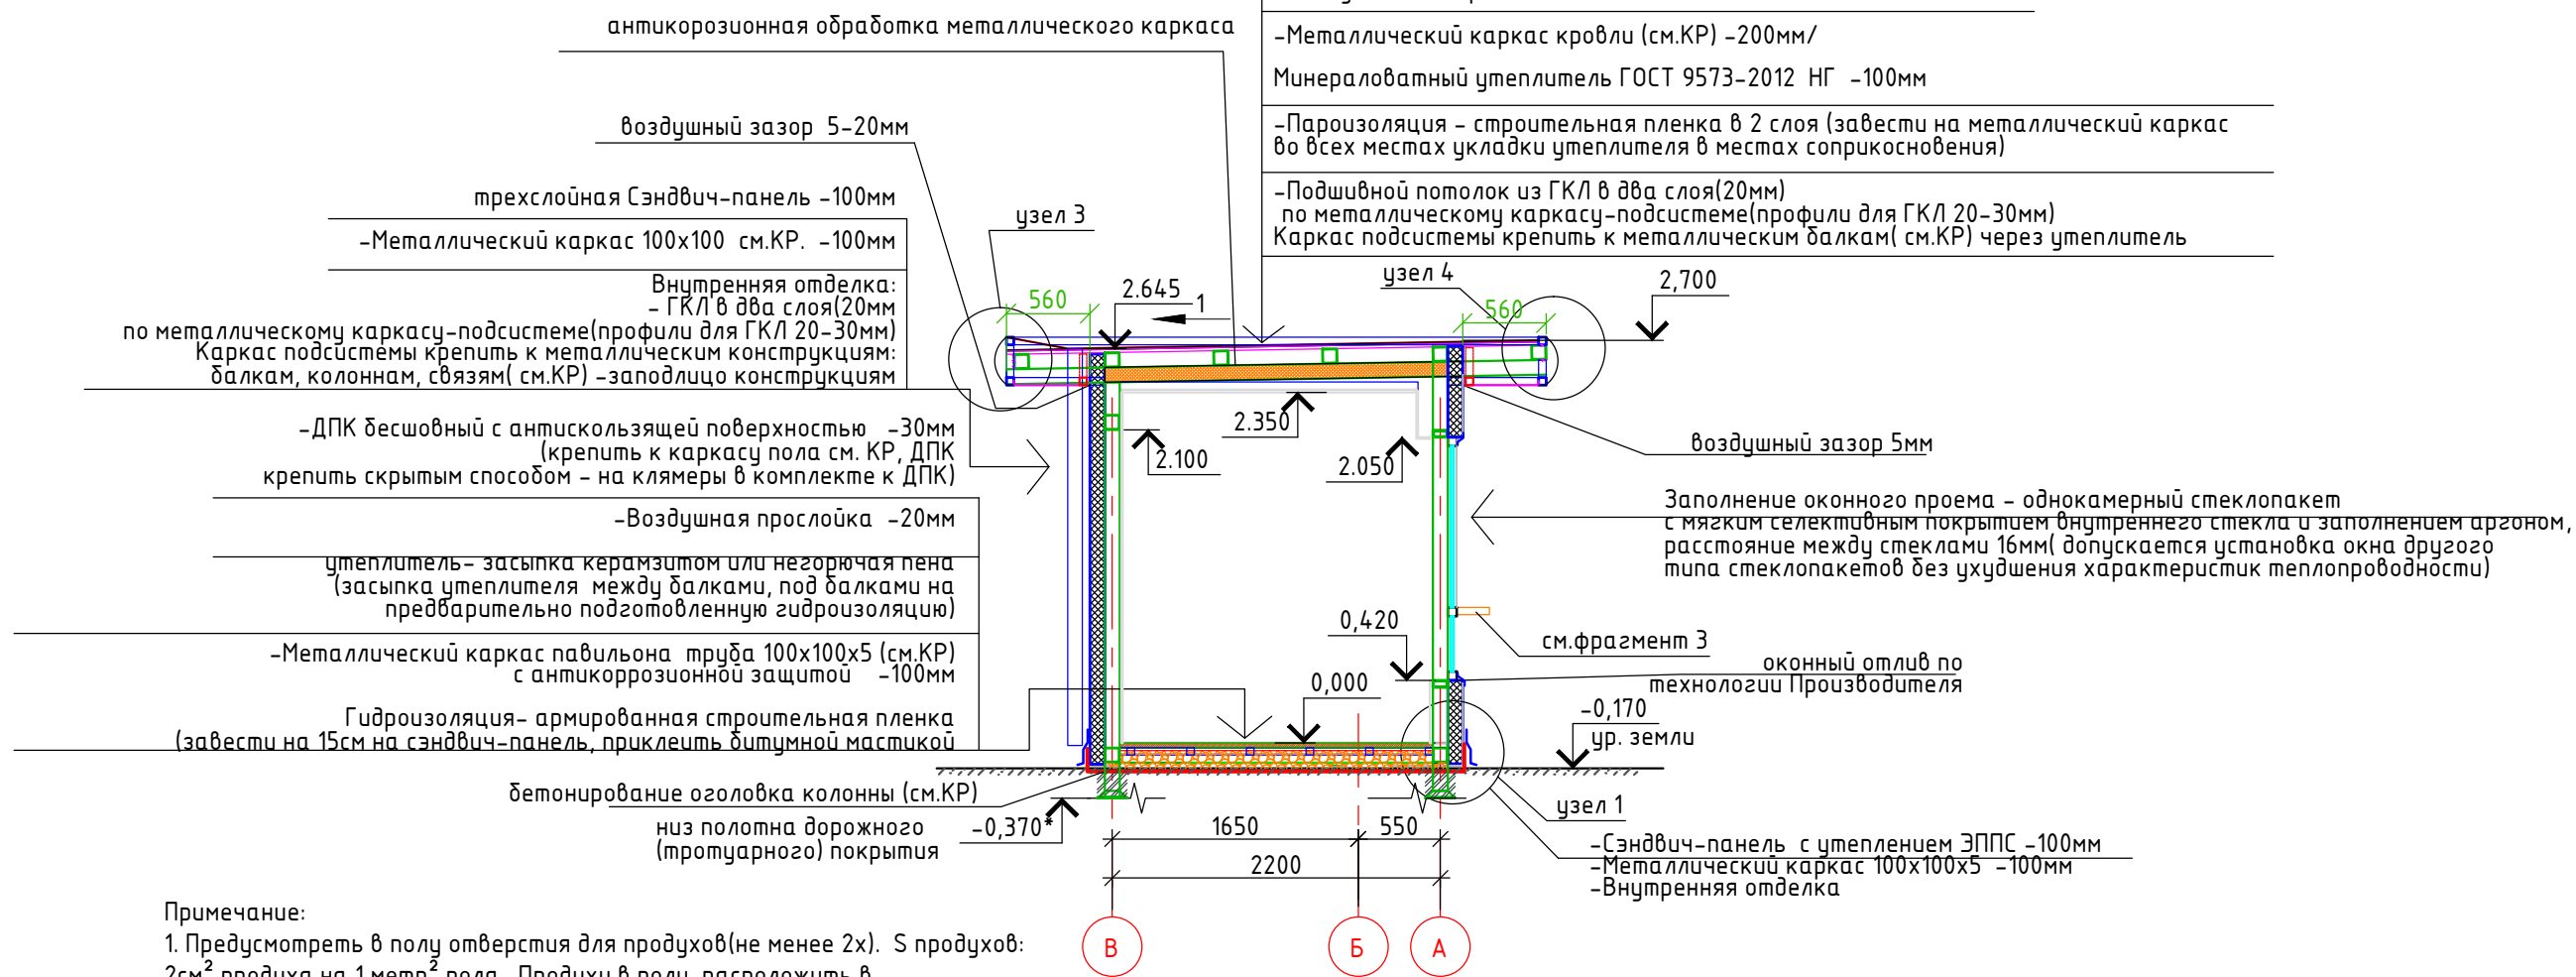 антикорозионная обработка металлического каркаса
-Металлический каркас кровли (см.КР) -200мм/
Минераловатный утеплитель ГОСТ 9573-2012 НГ -100мм
-Пароизоляция - строительная пленка в 2 слоя (завести на металлический каркас
во всех местах укладки утеплителя в местах соприкосновения)
-Подшивной потолок из ГКЛ в два слоя(20мм)
по металлическому каркасу-подсистеме(профили для ГКЛ 20-30мм)
Каркас подсистемы крепить к металлическим балкам( см.КР) через утеплитель
воздушный зазор 5-20мм
трехслойная Сэндвич-панель -100мм
-Металлический каркас 100х100 см.КР. -100мм
Внутренняя отделка:
- ГКЛ в два слоя(20мм
по металлическому каркасу-подсистеме(профили для ГКЛ 20-30мм)
Каркас подсистемы крепить к металлическим конструкциям:
балкам, колоннам, связям( см.КР) -заподлицо конструкциям
узел 3
560
2.645
1
узел 4
560
2,700
2.350
2.100
2.050
воздушный зазор 5мм
-ДПК бесшовный с антискользящей поверхностью -30мм
(крепить к каркасу пола см. КР, ДПК
крепить скрытым способом - на клямеры в комплекте к ДПК)
-Воздушная прослойка -20мм
утеплитель- засыпка керамзитом или негорючая пена
(засыпка утеплителя между балками, под балками на
предварительно подготовленную гидроизоляцию)
-Металлический каркас павильона труба 100х100х5 (см.КР)
с антикоррозионной защитой -100мм
Гидроизоляция- армированная строительная пленка
(завести на 15см на сэндвич-панель, приклеить битумной мастикой
Заполнение оконного проема - однокамерный стеклопакет
с мягким селективным покрытием внутреннего стекла и заполнением аргоном,
расстояние между стеклами 16мм( допускается установка окна другого
типа стеклопакетов без ухудшения характеристик теплопроводности)
0,420
см.фрагмент 3
оконный отлив по
технологии Производителя
0,000
-0,170
ур. земли
бетонирование оголовка колонны (см.КР)
низ полотна дорожного
(тротуарного) покрытия
-0,370*
1650
550
2200
узел 1
-Сэндвич-панель с утеплением ЭППС -100мм
-Металлический каркас 100х100х5 -100мм
-Внутренняя отделка
В
Б
А
Примечание:
1. Предусмотреть в полу отверстия для продухов(не менее 2х). S продухов:
2см² продуха на 1 метр² пола. Продухи в полу расположить в